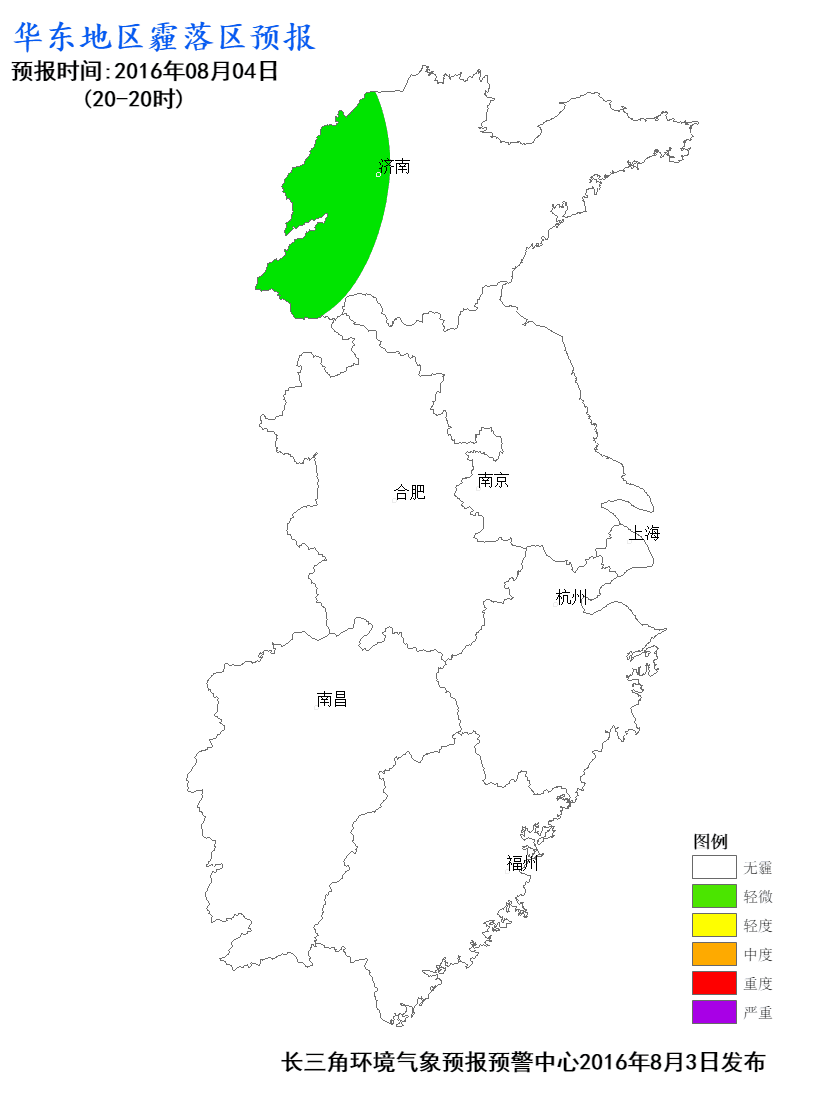 华东地区霾落区预报
预报时间:2016年08月04日
(20-20时)
济南
南京
合肥
上海
杭州
南昌
福州
图例
无霾
轻微
轻度
中度
重度
严重
长三角环境气象预报预警中心2016年8月3日发布